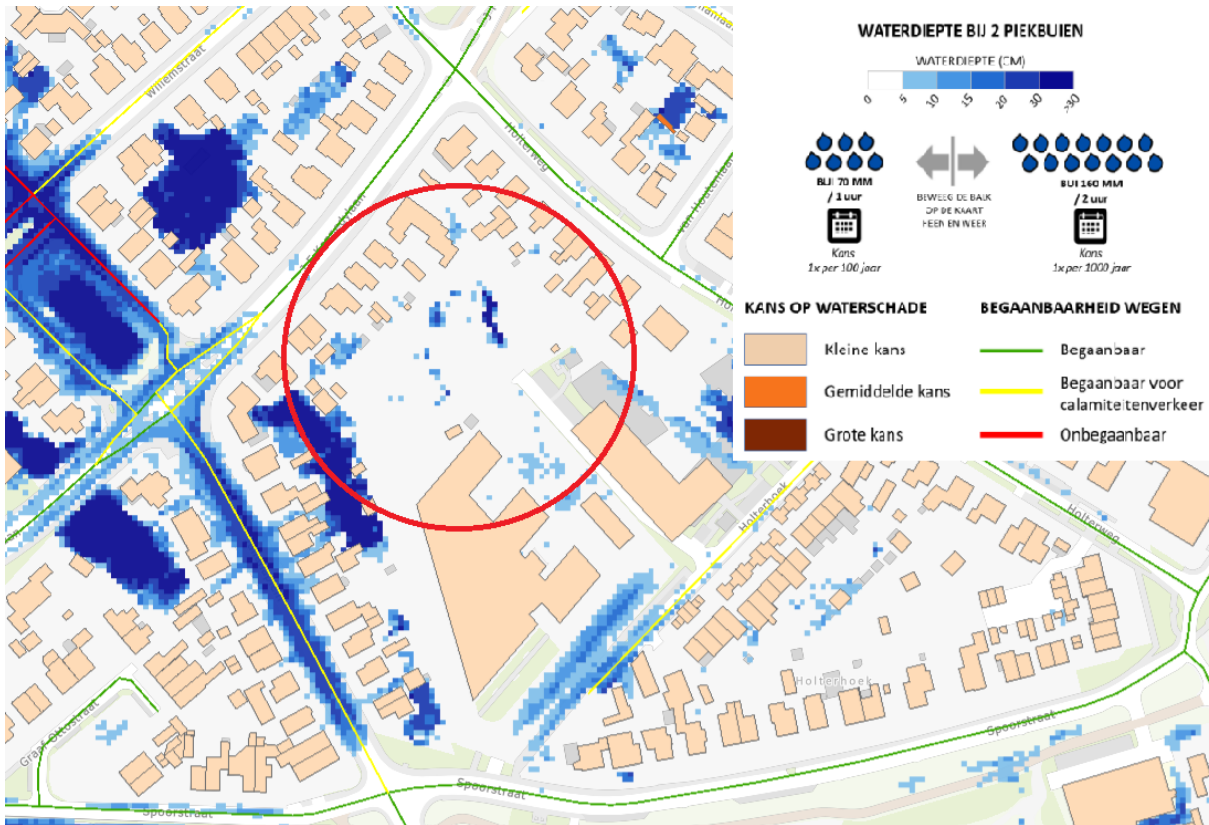 WATERDIEPTE BIJ 2 PIEKBUIEN
WATERDIEPTE (CM)
0 5 10 15 20 30 >30
BUI 70 MM
/ 1 uur
BEWEEG DE BALK
OP DE KAART
HEEN EN WEER
BUI 160 MM
/ 2 uur
Kans
1x per 100 jaar
Kans
1x per 1000 jaar
KANS OP WATERSCHADE
Kleine kans
Gemiddelde kans
Grote kans
BEGAANBAARHEID WEGEN
Begaanbaar
Begaanbaar voor
calamiteitenverkeer
Onbegaanbaar
Willemstraat
Holterweg
Holterhoek
Holterweg
Holterhoek
Graaf Ottostraat
Spoorstraat
Spoorstraat
Spoorstraat